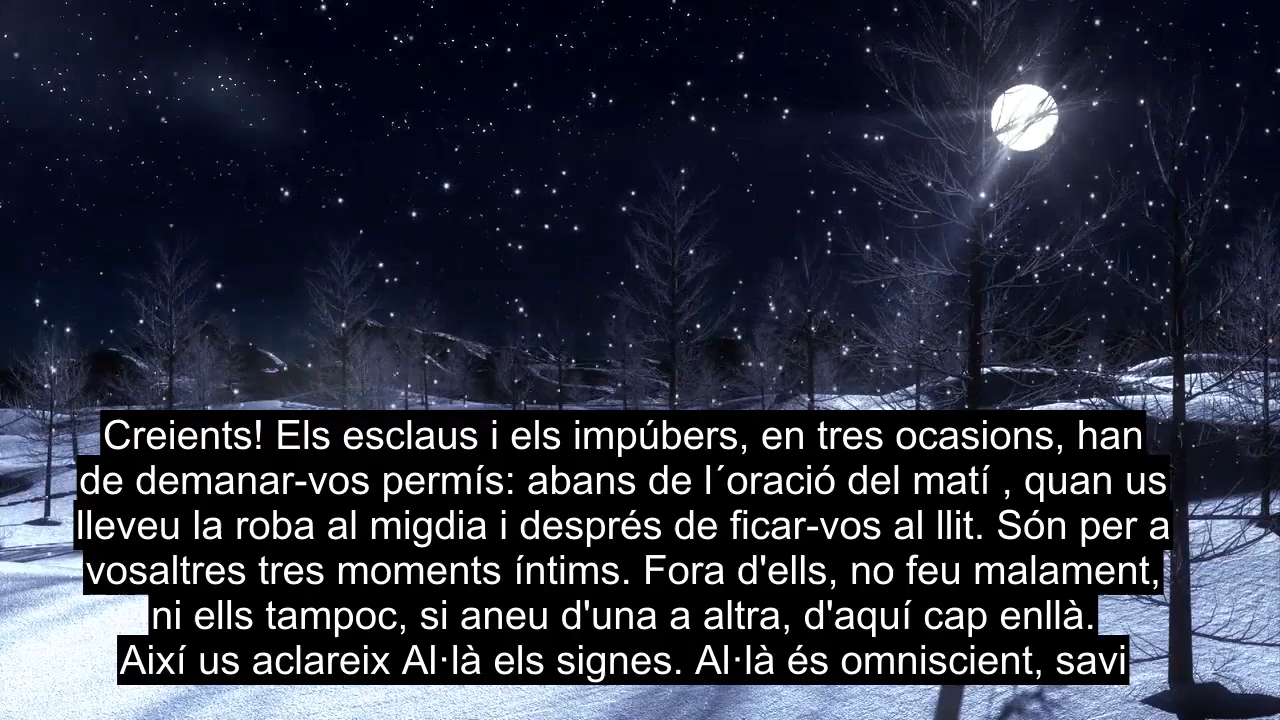 Creients! Els esclaus i els impúbers, en tres ocasions, han
de demanar-vos permís: abans de l´oració del matí , quan us
lleveu la roba al migdia i després de ficar-vos al llit. Són per a
vosaltres tres moments íntims. Fora d'ells, no feu malament,
ni ells tampoc, si aneu d'una a altra, d'aquí cap enllà.
Així us aclareix Al·là els signes. Al·là és omniscient, savi